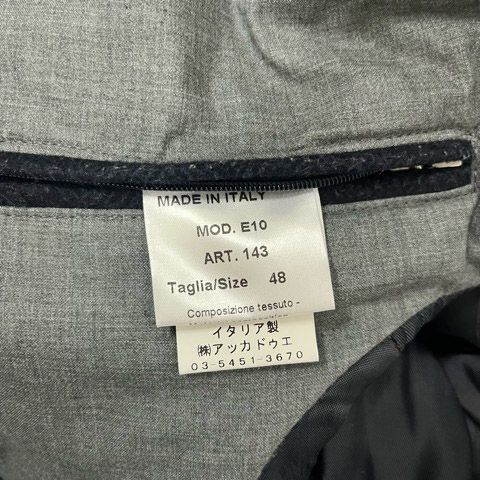 MADE IN ITALY
MOD. E10
ART. 143
Taglia/Size 48
Composizione tessuto -
イタリア製
㈱アッカドゥエ
03-5451-3670